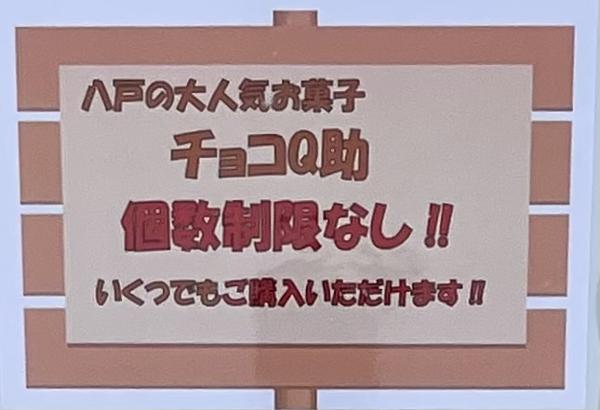 八戸の大人気お菓子
チョコQ助
個数制限なし!!
いくつでもご購入いただけます!!